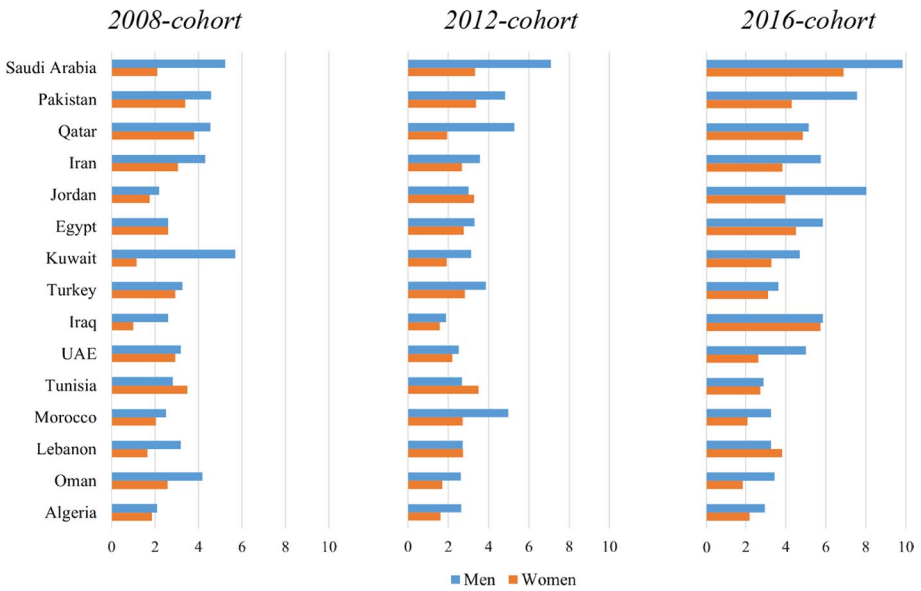 2008-cohort 2012-cohort 2016-cohort
Saudi Arabia
Pakistan
Qatar
Iran
Jordan
Egypt
Kuwait
Turkey
Iraq
UAE
Tunisia
Morocco
Lebanon
Oman
Algeria
0 2 4 6 8 10 0 2 4 6 8 10 0 2 4 6 8 10
Men Women